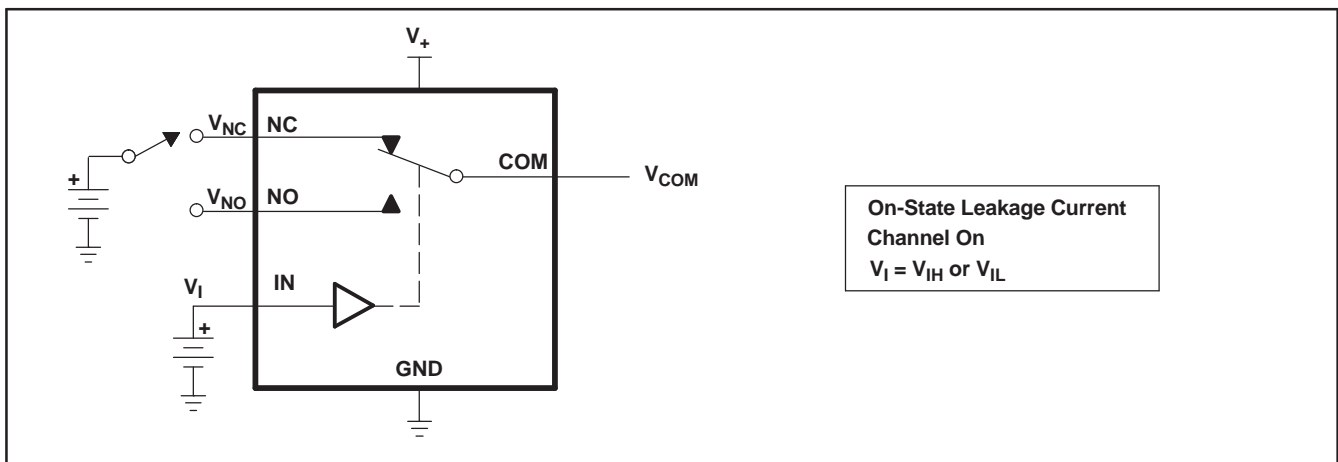 V+
VNC NC
COM
VCOM
+
VNO NO
On-State Leakage Current
Channel On
VI = VIH or VIL
VI IN
+
GND